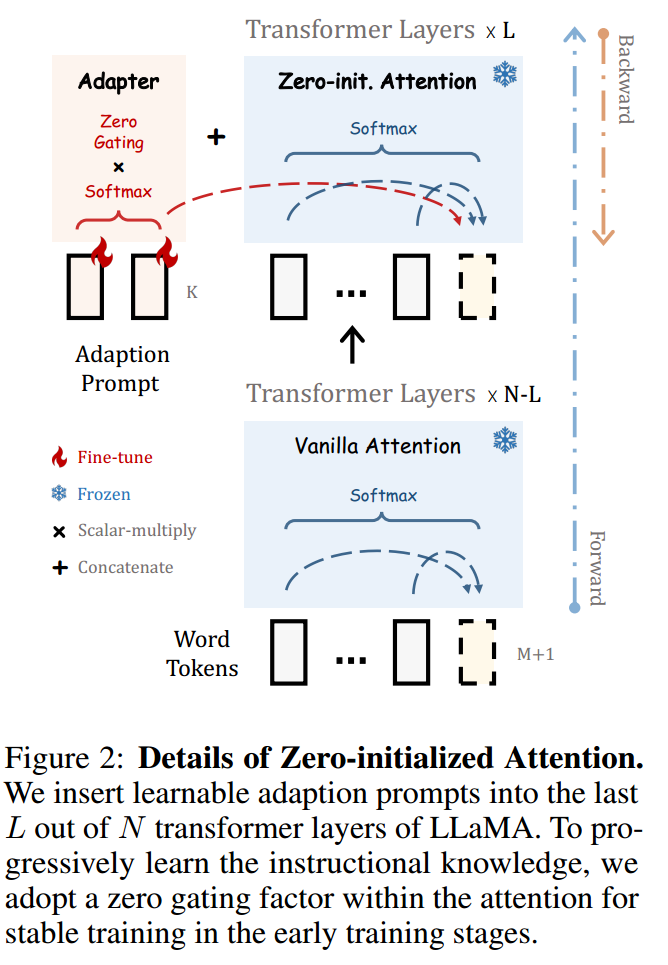 Transformer Layers x L
Adapter
Zero
Gating
×
Softmax
+
Zero-init. Attention
Softmax
Backward
K
...
Adaption
Prompt
Transformer Layers x N-L
Vanilla Attention
Softmax
Fine-tune
Frozen
× Scalar-multiply
+ Concatenate
Forward
Word
Tokens
...
M+1
Figure 2: Details of Zero-initialized Attention.
We insert learnable adaption prompts into the last
L out of N transformer layers of LLaMA. To pro-
gressively learn the instructional knowledge, we
adopt a zero gating factor within the attention for
stable training in the early training stages.